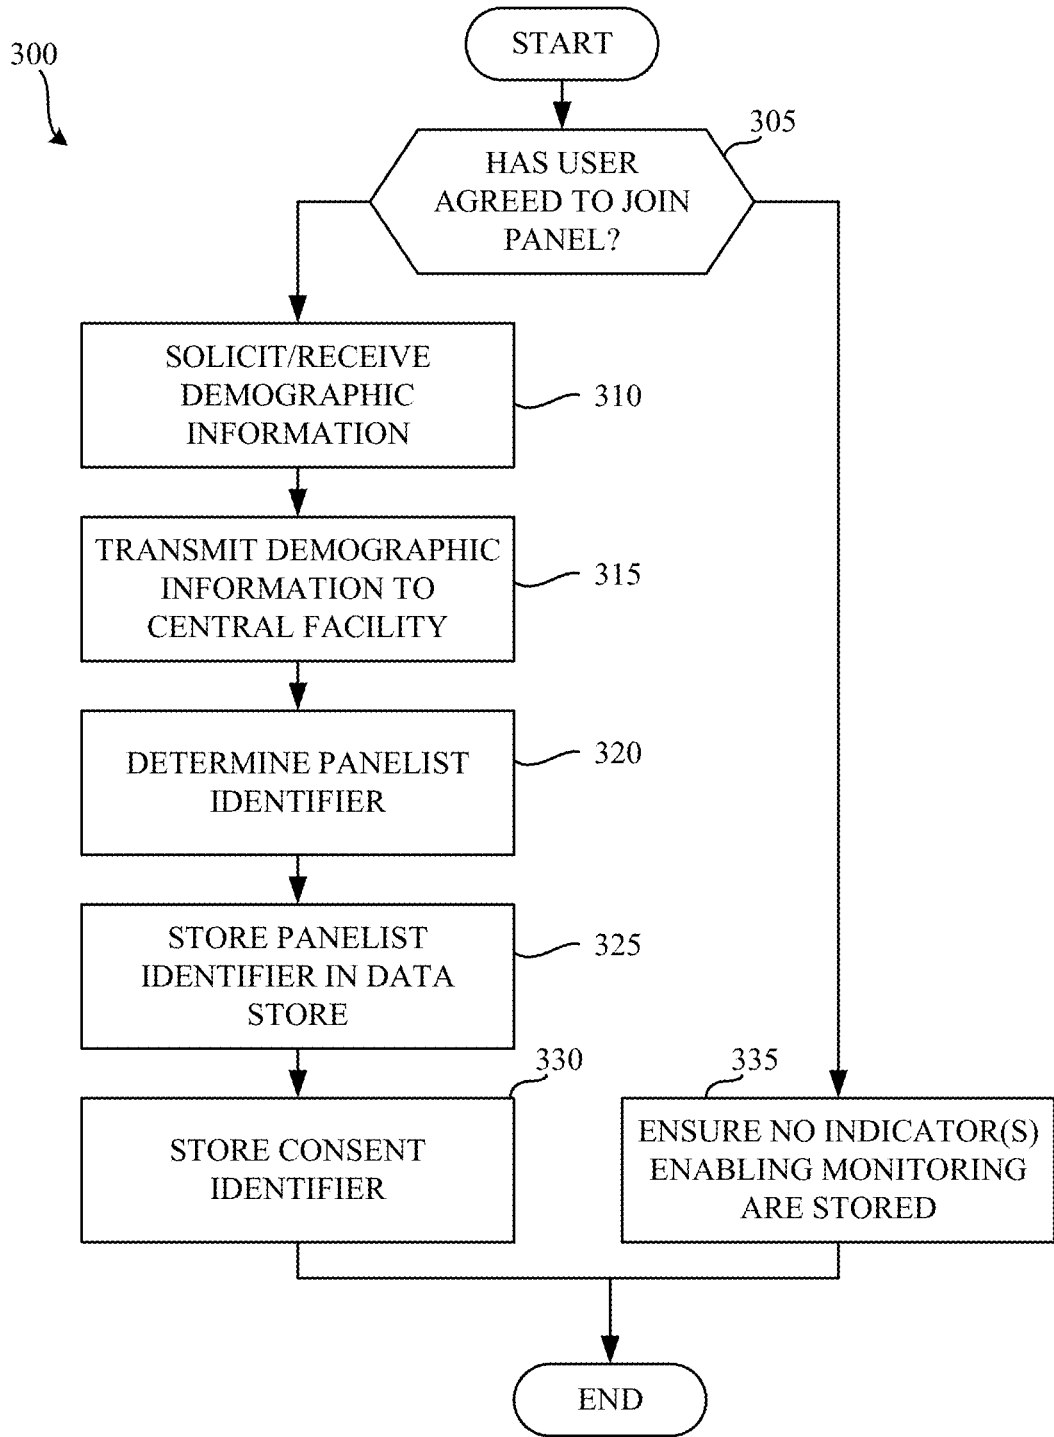 START
300
305
HAS USER
AGREED TO JOIN
PANEL?
SOLICIT/RECEIVE
DEMOGRAPHIC
INFORMATION
310
TRANSMIT DEMOGRAPHIC
INFORMATION TO
CENTRAL FACILITY
315
DETERMINE PANELIST
IDENTIFIER
320
STORE PANELIST
IDENTIFIER IN DATA
STORE
325
330
STORE CONSENT
IDENTIFIER
335
ENSURE NO INDICATOR(S)
ENABLING MONITORING
ARE STORED
END